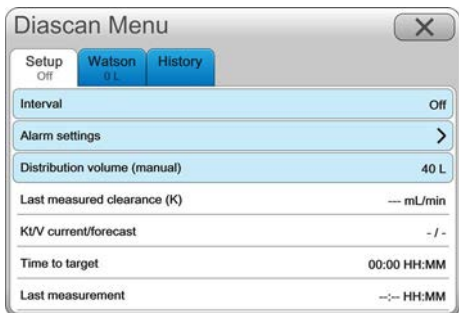 Diascan Menu
Setup
Off
Watson
0 L
History
Interval Off
Alarm settings
Distribution volume (manual) 40 L
Last measured clearance (K) --- mL/min
Kt/V current/forecast - / -
Time to target 00:00 HH:MM
Last measurement --:-- HH:MM